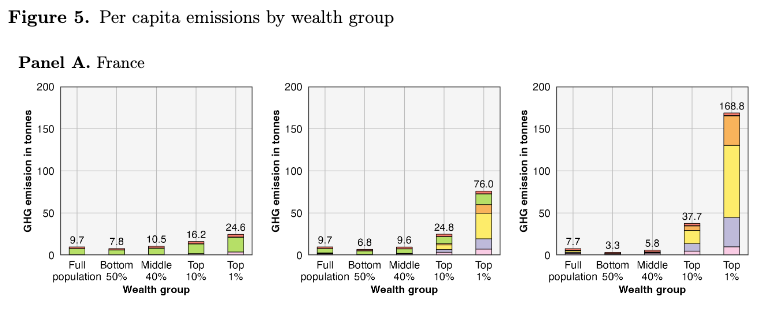 Figure 5. Per capita emissions by wealth group
Panel A. France
GHG emission in tonnes
200
150
100
50
0
9.7
7.8
10.5
16.2
24.6
Full population
Bottom 50%
Middle 40%
Top 10%
Top 1%
Wealth group
GHG emission in tonnes
200
150
100
50
0
9.7
6.8
9.6
24.8
76.0
Full population
Bottom 50%
Middle 40%
Top 10%
Top 1%
Wealth group
GHG emission in tonnes
200
150
100
50
0
7.7
3.3
5.8
37.7
168.8
Full population
Bottom 50%
Middle 40%
Top 10%
Top 1%
Wealth group